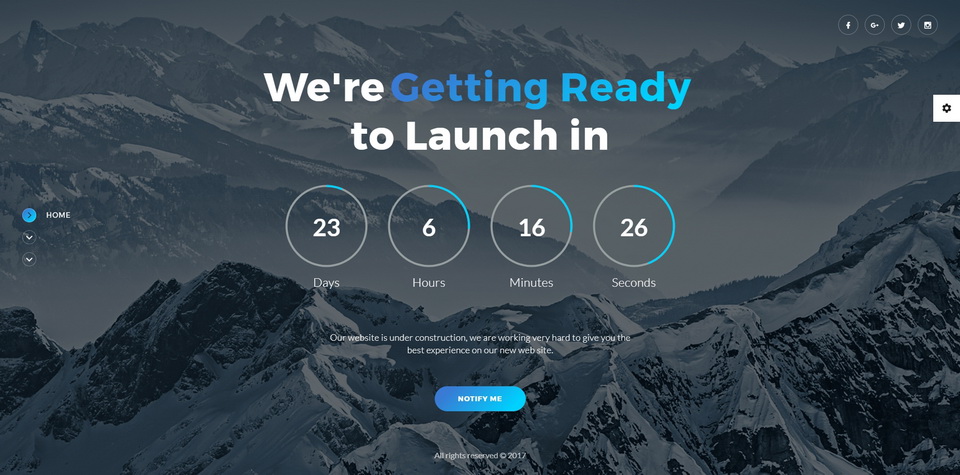 We're Getting Ready
to Launch in
HOME
23
6
16
26
Days
Hours
Minutes
Seconds
Our website is under construction, we are working very hard to give you the
best experience on our new web site.
NOTIFY ME
All rights reserved © 2017